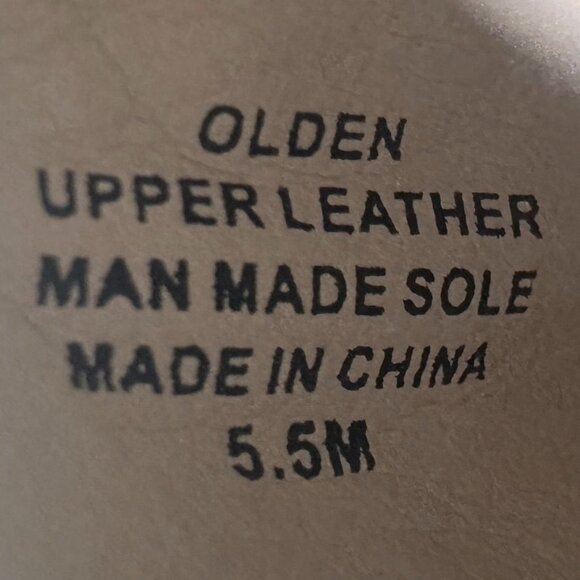 OLDEN
UPPER LEATHER
MAN MADE SOLE
MADE IN CHINA
5.5M